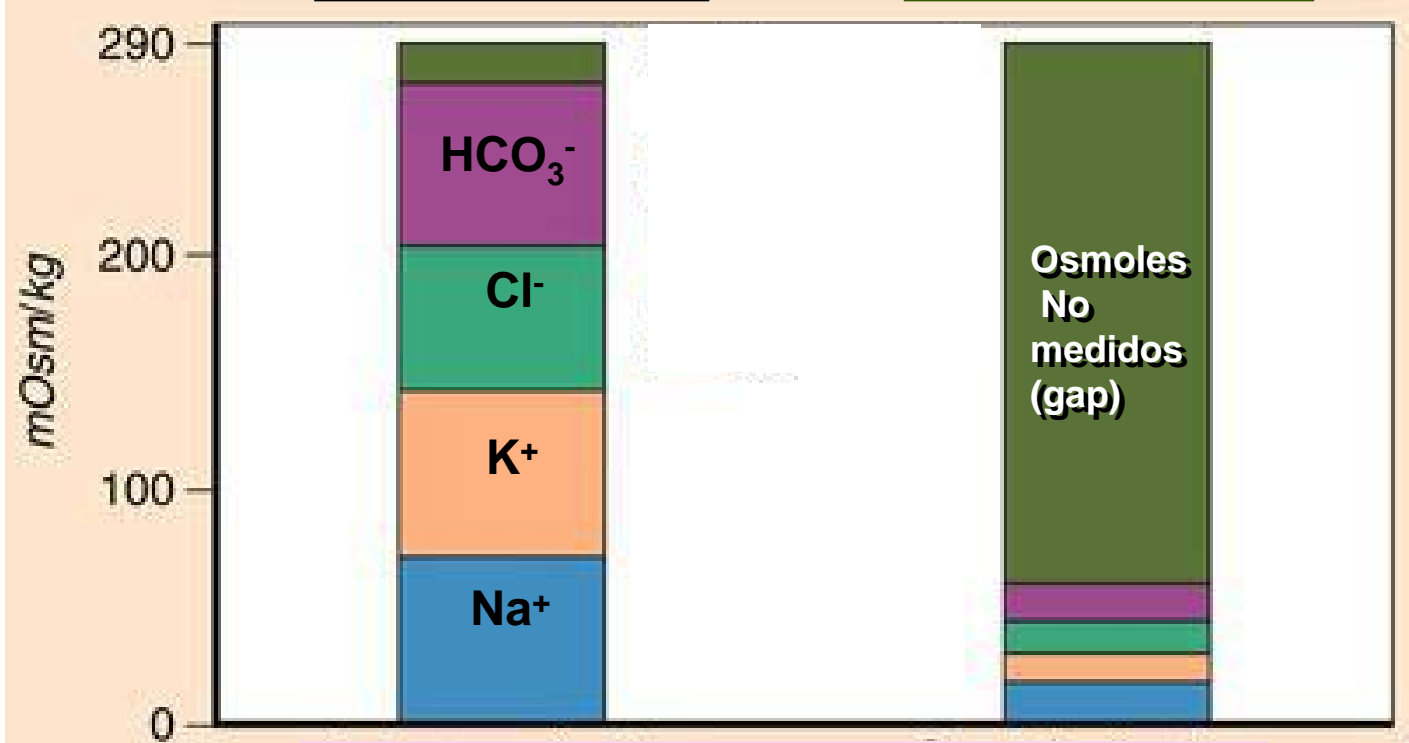 290
200
100
0
mOsm/kg
HCO₃⁻
Cl⁻
K⁺
Na⁺
Osmoles
No
medidos
(gap)